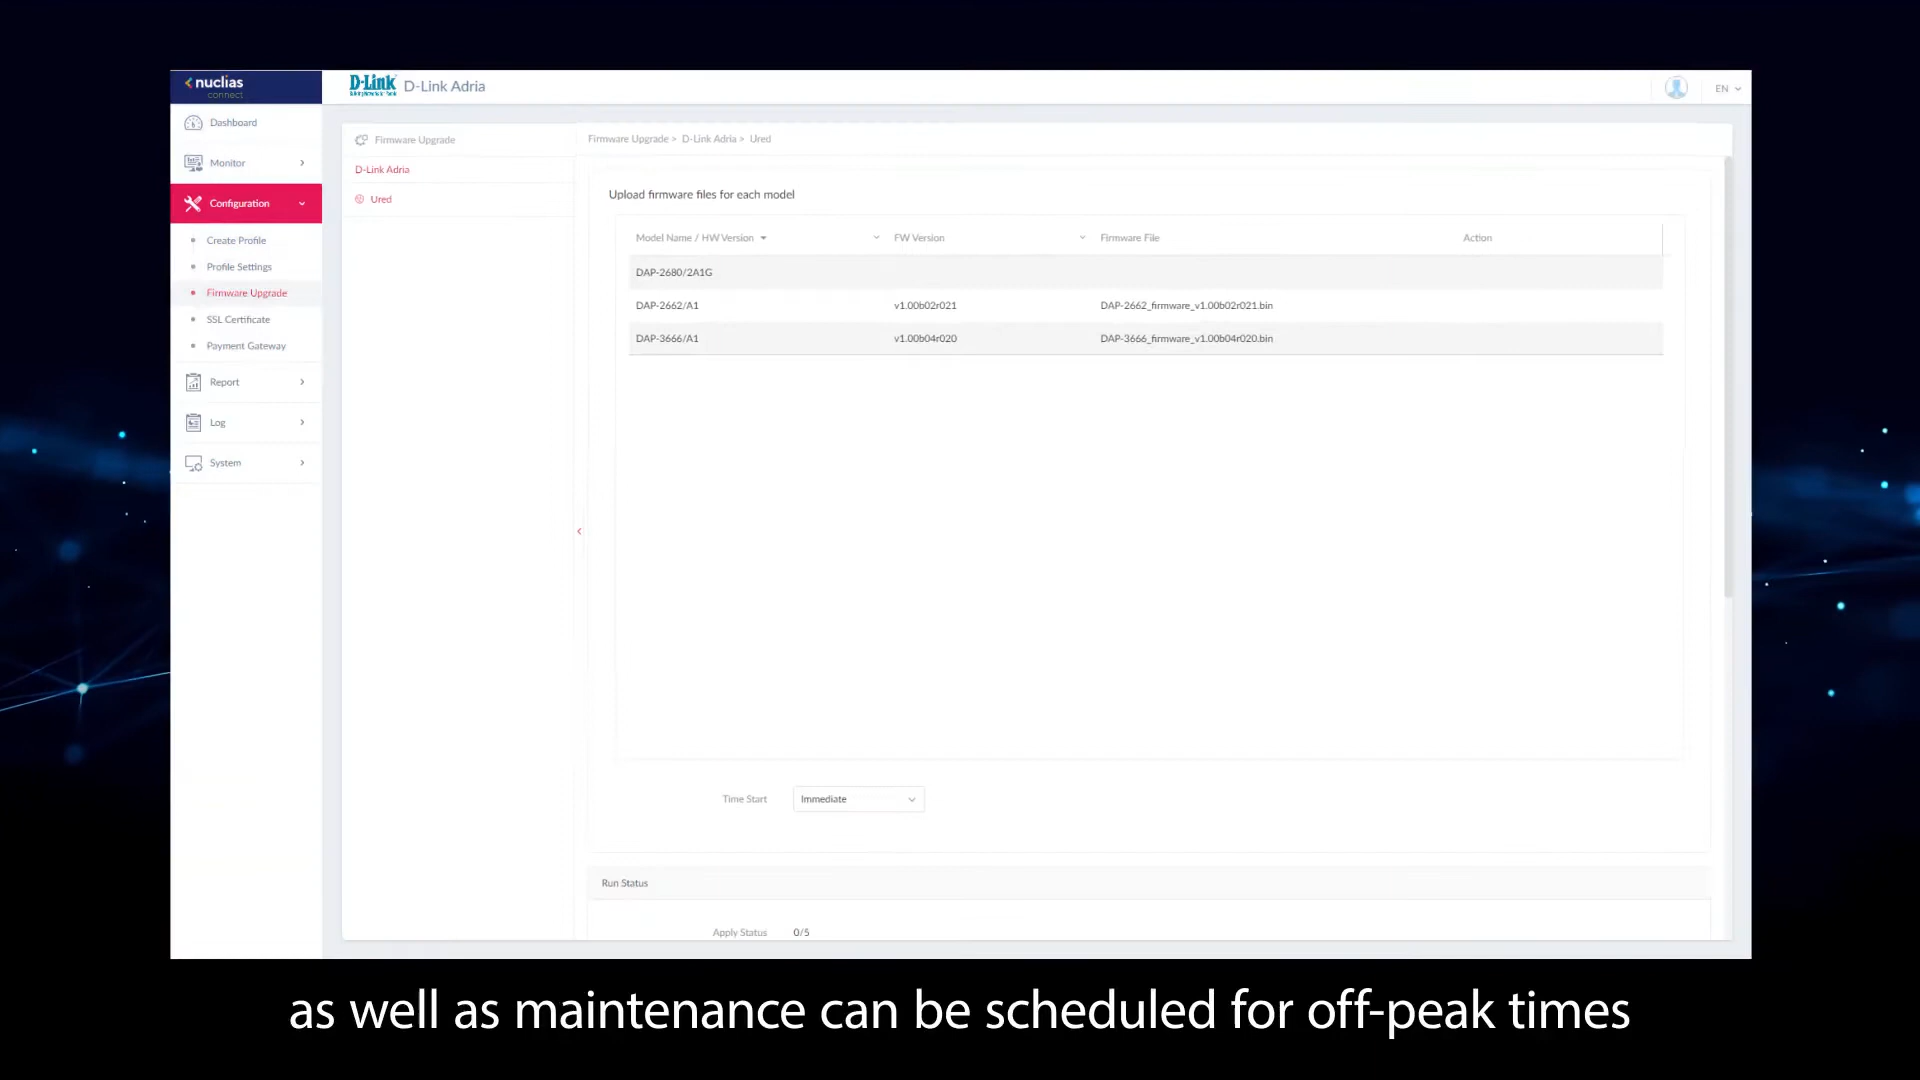 nuclias
connect
D-Link D-Link Adria
EN
Dashboard
Monitor
Configuration
Create Profile
Profile Settings
Firmware Upgrade
SSL Certificate
Payment Gateway
Report
Log
System
Firmware Upgrade
D-Link Adria
Ured
Firmware Upgrade > D-Link Adria > Ured
Upload firmware files for each model
Model Name / HW Version FW Version Firmware File Action
DAP-2680/2A1G
DAP-2662/A1 v1.00b02r021 DAP-2662_firmware_v1.00b02r021.bin
DAP-3666/A1 v1.00b04r020 DAP-3666_firmware_v1.00b04r020.bin
Time Start Immediate
Run Status
Apply Status 0/5
as well as maintenance can be scheduled for off-peak times